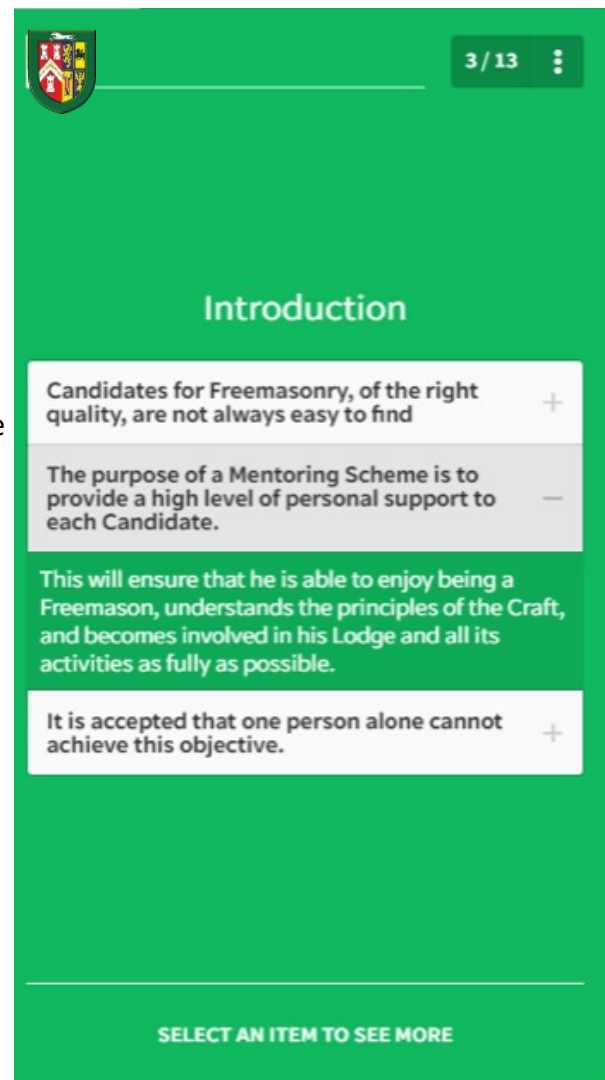 3 / 13
Introduction
Candidates for Freemasonry, of the right
quality, are not always easy to find
e
The purpose of a Mentoring Scheme is to
provide a high level of personal support to
each Candidate.
This will ensure that he is able to enjoy being a
Freemason, understands the principles of the Craft,
and becomes involved in his Lodge and all its
activities as fully as possible.
It is accepted that one person alone cannot
achieve this objective.
SELECT AN ITEM TO SEE MORE